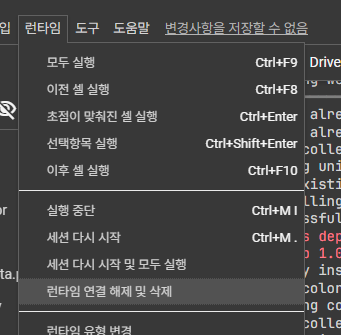 입 런타임 도구 도움말 변경사항을 저장할 수 없음
모두 실행 Ctrl+F9
이전 셀 실행 Ctrl+F8
초점이 맞춰진 셀 실행 Ctrl+Enter
선택항목 실행 Ctrl+Shift+Enter
이후 셀 실행 Ctrl+F10
실행 중단 Ctrl+M I
세션 다시 시작 Ctrl+M .
세션 다시 시작 및 모두 실행
런타임 연결 해제 및 삭제
런타임 유형 변경
Drive
alre
alre
colle
g uni
xisti
lling
ssful
s dep
o 1.0
y ins
color
ng co
colle
or
ta.p